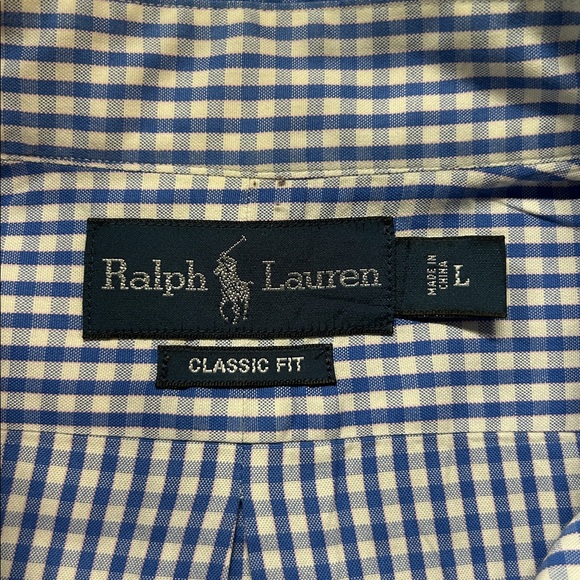 Ralph Lauren
MADE IN
CHINA
L
CLASSIC FIT